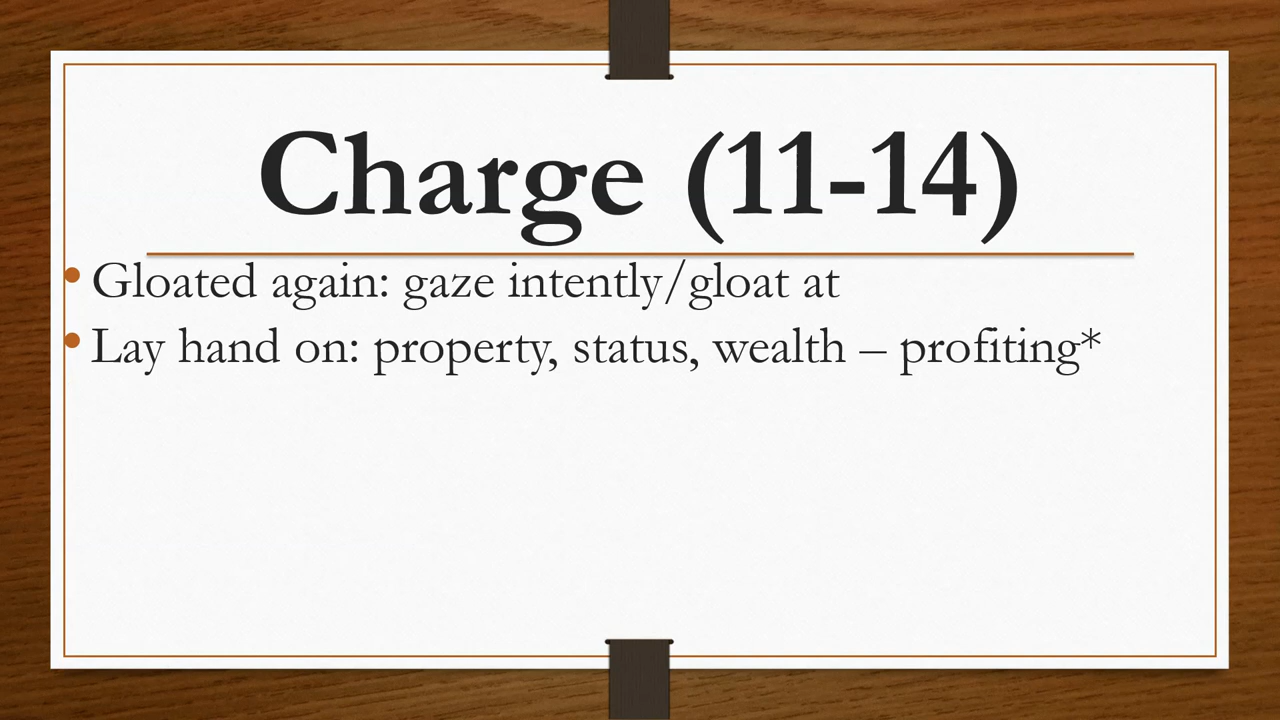 Charge (11-14)
• Gloated again: gaze intently/gloat at
• Lay hand on: property, status, wealth – profiting*